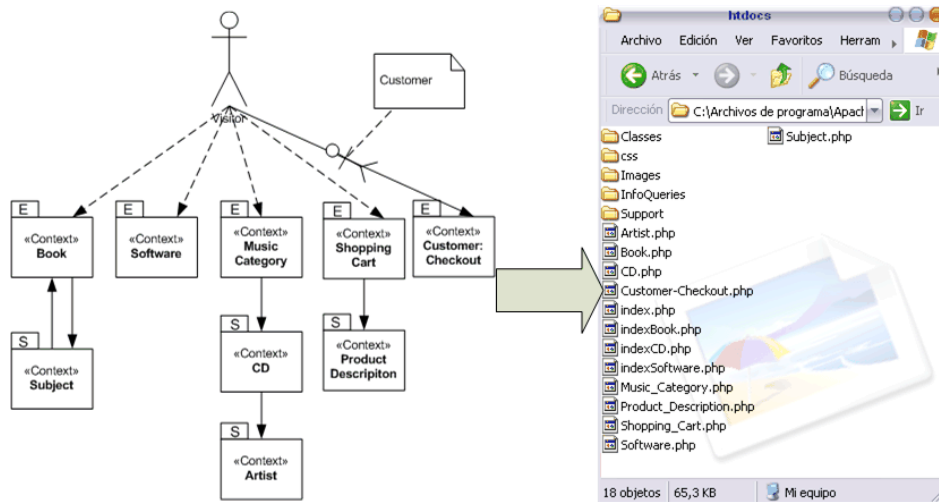 Visitor
Customer
E
«Context»
Book
E
«Context»
Software
E
«Context»
Music
Category
E
«Context»
Shopping
Cart
E
«Context»
Customer:
Checkout
S
«Context»
Subject
S
«Context»
CD
S
«Context»
Product
Descripiton
S
«Context»
Artist
htdocs
Archivo Edición Ver Favoritos Herram
Atrás Búsqueda
Dirección C:\Archivos de programa\Apach Ir
Classes
css
Images
InfoQueries
Support
Artist.php
Book.php
CD.php
Customer-Checkout.php
index.php
indexBook.php
indexCD.php
indexSoftware.php
Music_Category.php
Product_Description.php
Shopping_Cart.php
Software.php
Subject.php
18 objetos 65,3 KB Mi equipo